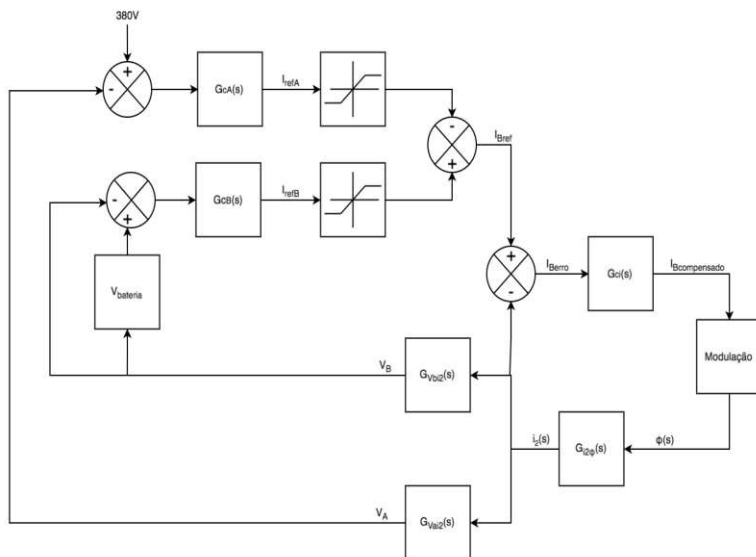 380V
+
-
GcA(s)
IrefA
-
+
IBref
-
+
GcB(s)
IrefB
Vbateria
+
-
IBerro
Gci(s)
IBcompensado
Modulação
VB
GVbi2(s)
i2(s)
Gi2φ(s)
φ(s)
VA
GVai2(s)